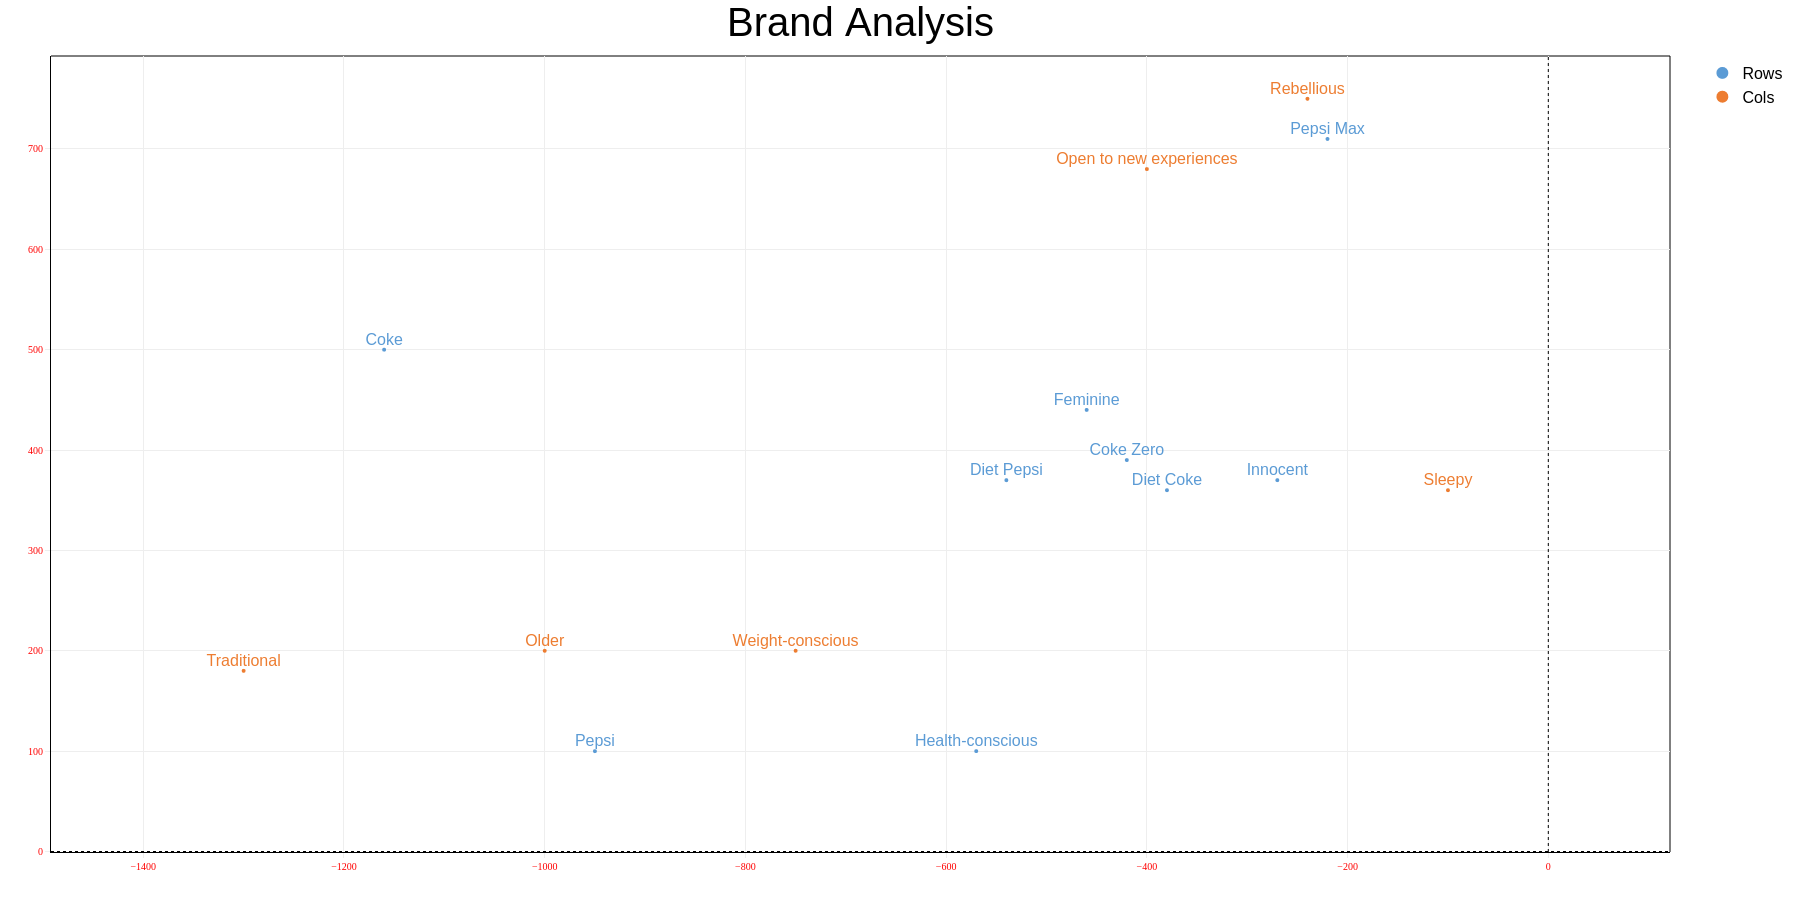 Brand Analysis
Rows
Cols
Rebellious
Pepsi Max
Open to new experiences
Coke
Feminine
Coke Zero
Diet Pepsi
Innocent
Diet Coke
Sleepy
Older
Weight-conscious
Traditional
Pepsi
Health-conscious
700
600
500
400
300
200
100
0
−1400 −1200 −1000 −800 −600 −400 −200 0